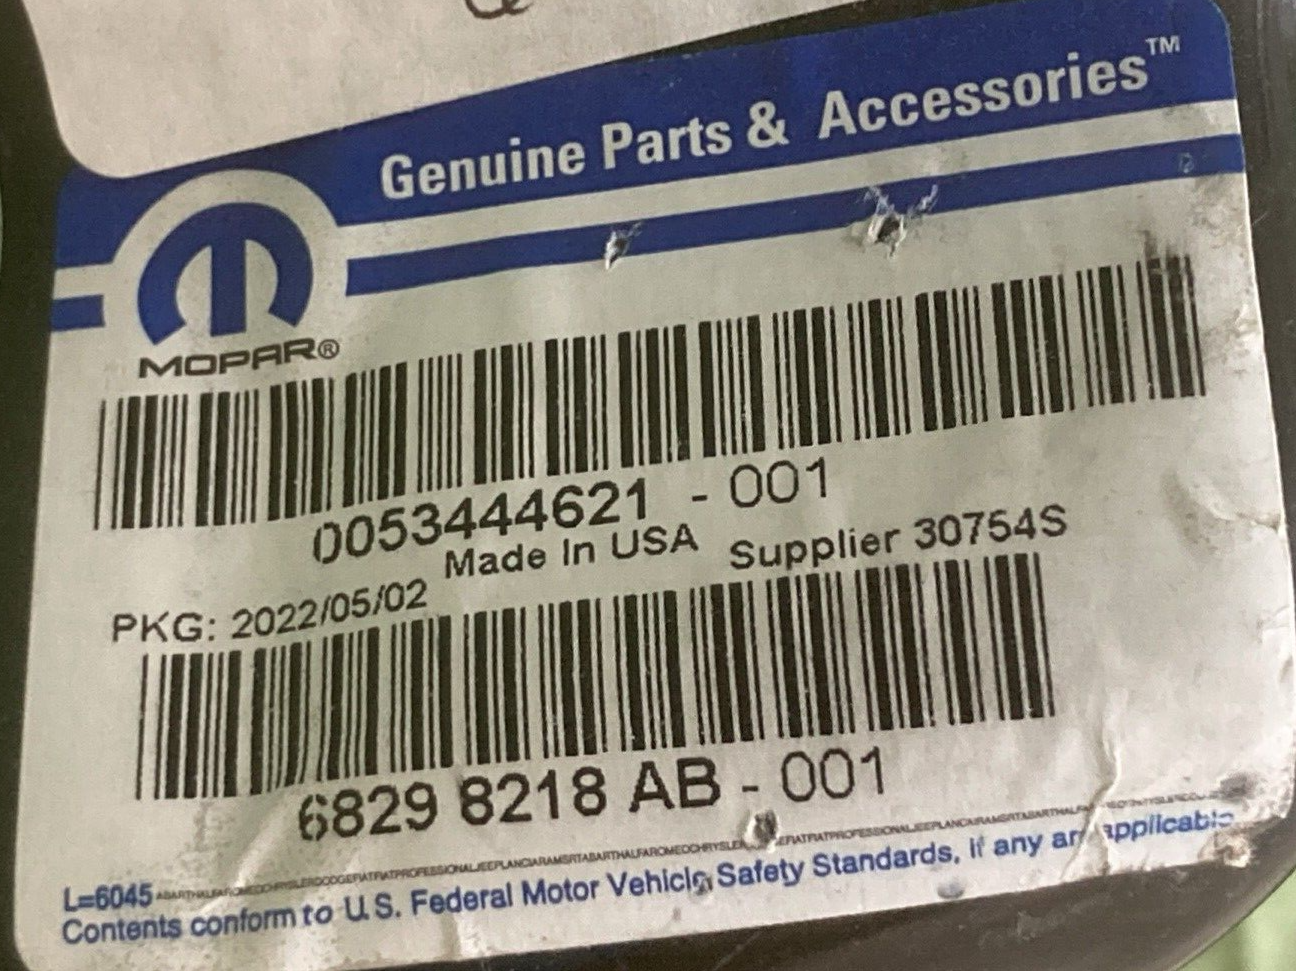 Genuine Parts & Accessories™
MOPAR®
0053444621 - 001
Made In USA Supplier 30754S
PKG: 2022/05/02
6829 8218 AB - 001
L=6045
Contents conform to U.S. Federal Motor Vehicle Safety Standards, if any are applicable